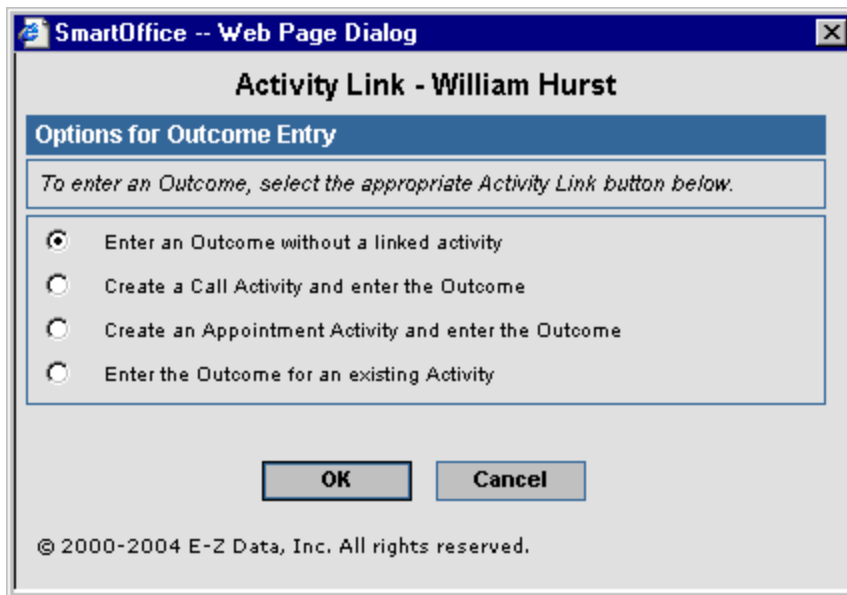 SmartOffice -- Web Page Dialog
Activity Link - William Hurst
Options for Outcome Entry
To enter an Outcome, select the appropriate Activity Link button below.
Enter an Outcome without a linked activity
Create a Call Activity and enter the Outcome
Create an Appointment Activity and enter the Outcome
Enter the Outcome for an existing Activity
OK Cancel
© 2000-2004 E-Z Data, Inc. All rights reserved.